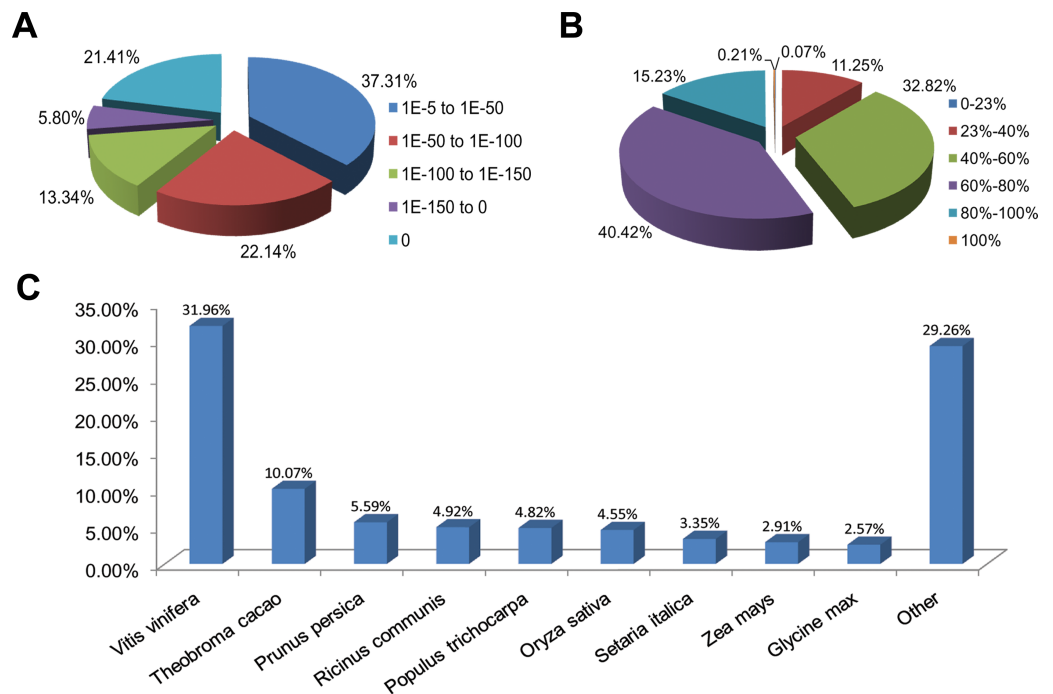 A
21.41%
37.31%
5.80%
13.34%
22.14%
1E-5 to 1E-50
1E-50 to 1E-100
1E-100 to 1E-150
1E-150 to 0
0
B
0.21%
0.07%
15.23%
11.25%
32.82%
40.42%
0-23%
23%-40%
40%-60%
60%-80%
80%-100%
100%
C
35.00%
30.00%
25.00%
20.00%
15.00%
10.00%
5.00%
0.00%
31.96%
10.07%
5.59%
4.92%
4.82%
4.55%
3.35%
2.91%
2.57%
29.26%
Vitis vinifera
Theobroma cacao
Prunus persica
Ricinus communis
Populus trichocarpa
Oryza sativa
Setaria italica
Zea mays
Glycine max
Other